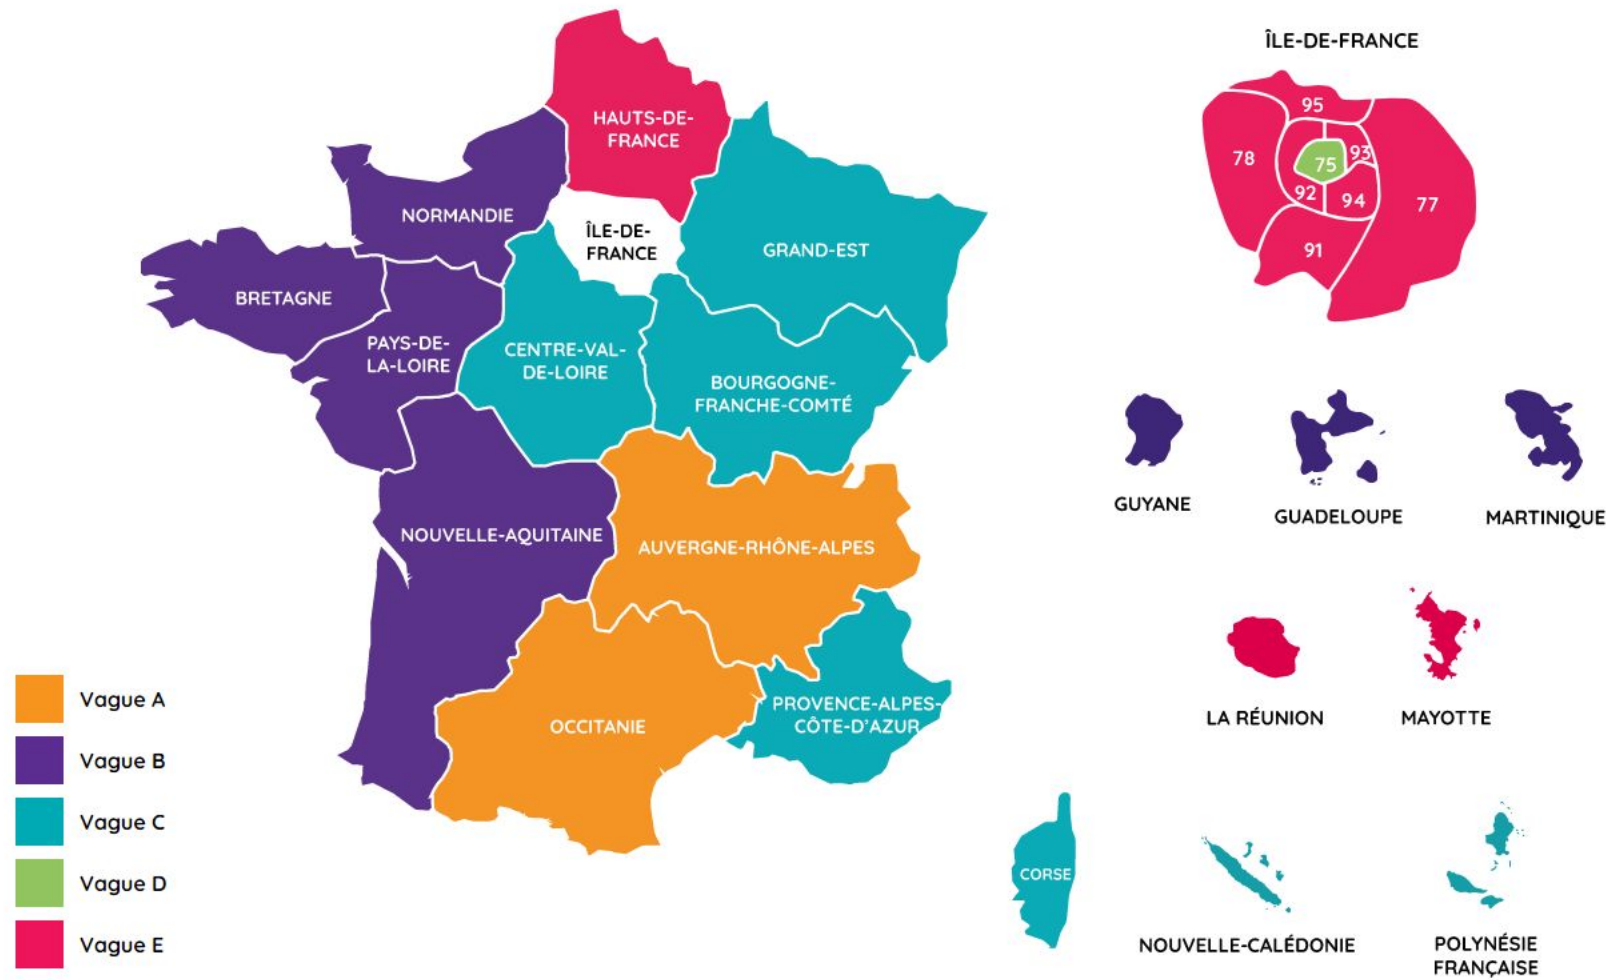 ÎLE-DE-FRANCE
95
78
93
75
92
94
77
91
HAUTS-DE-
FRANCE
NORMANDIE
ÎLE-DE-
FRANCE
GRAND-EST
BRETAGNE
PAYS-DE-
LA-LOIRE
CENTRE-VAL-
DE-LOIRE
BOURGOGNE-
FRANCHE-COMTÉ
NOUVELLE-AQUITAINE
AUVERGNE-RHÔNE-ALPES
OCCITANIE
PROVENCE-ALPES-
CÔTE-D'AZUR
GUYANE
GUADELOUPE
MARTINIQUE
LA RÉUNION
MAYOTTE
CORSE
NOUVELLE-CALÉDONIE
POLYNÉSIE
FRANÇAISE
Vague A
Vague B
Vague C
Vague D
Vague E